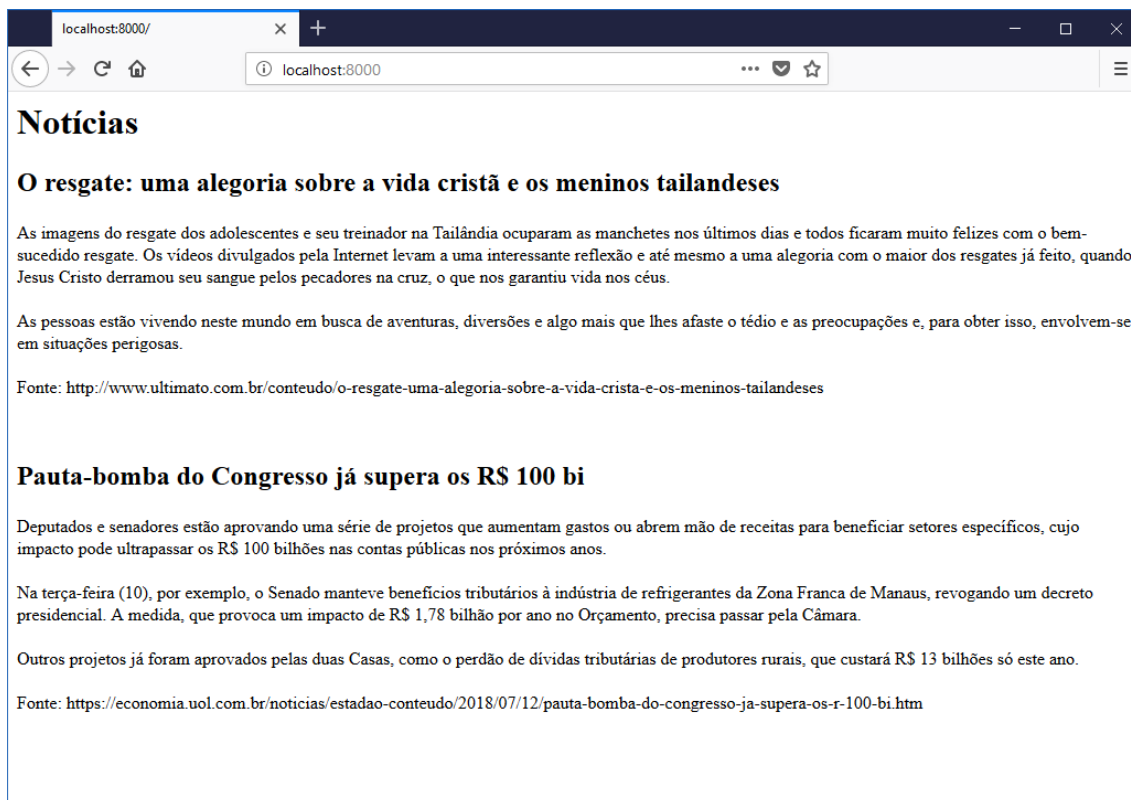 localhost:8000/
localhost:8000
Notícias
O resgate: uma alegoria sobre a vida cristã e os meninos tailandeses
As imagens do resgate dos adolescentes e seu treinador na Tailândia ocuparam as manchetes nos últimos dias e todos ficaram muito felizes com o bem-
sucedido resgate. Os vídeos divulgados pela Internet levam a uma interessante reflexão e até mesmo a uma alegoria com o maior dos resgates já feito, quando
Jesus Cristo derramou seu sangue pelos pecadores na cruz, o que nos garantiu vida nos céus.
As pessoas estão vivendo neste mundo em busca de aventuras, diversões e algo mais que lhes afaste o tédio e as preocupações e, para obter isso, envolvem-se
em situações perigosas.
Fonte: http://www.ultimato.com.br/conteudo/o-resgate-uma-alegoria-sobre-a-vida-crista-e-os-meninos-tailandeses
Pauta-bomba do Congresso já supera os R$ 100 bi
Deputados e senadores estão aprovando uma série de projetos que aumentam gastos ou abrem mão de receitas para beneficiar setores específicos, cujo
impacto pode ultrapassar os R$ 100 bilhões nas contas públicas nos próximos anos.
Na terça-feira (10), por exemplo, o Senado manteve benefícios tributários à indústria de refrigerantes da Zona Franca de Manaus, revogando um decreto
presidencial. A medida, que provoca um impacto de R$ 1,78 bilhão por ano no Orçamento, precisa passar pela Câmara.
Outros projetos já foram aprovados pelas duas Casas, como o perdão de dívidas tributárias de produtores rurais, que custará R$ 13 bilhões só este ano.
Fonte: https://economia.uol.com.br/noticias/estadao-conteudo/2018/07/12/pauta-bomba-do-congresso-ja-supera-os-r-100-bi.htm